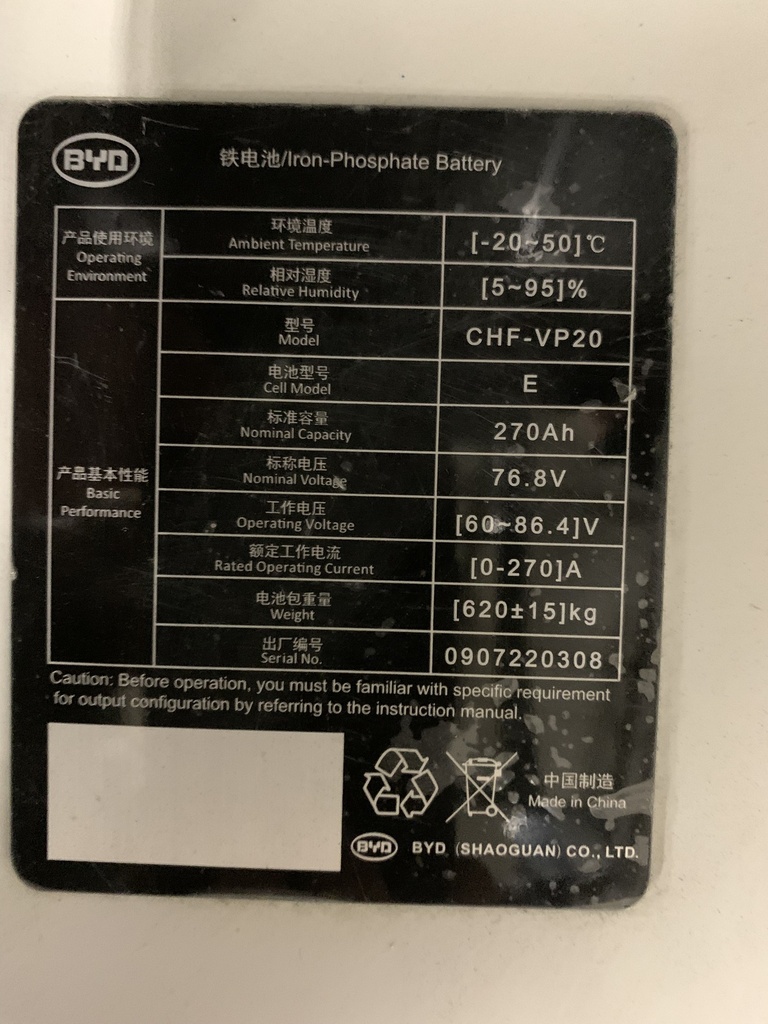 BYD
铁电池/Iron-Phosphate Battery
产品使用环境
Operating
Environment
环境温度
Ambient Temperature
[-20~50]℃
相对湿度
Relative Humidity
[5~95]%
产品基本性能
Basic
Performance
型号
Model
CHF-VP20
电池型号
Cell Model
E
标准容量
Nominal Capacity
270Ah
标称电压
Nominal Voltage
76.8V
工作电压
Operating Voltage
[60~86.4]V
额定工作电流
Rated Operating Current
[0-270]A
电池包重量
Weight
[620±15]kg
出厂编号
Serial No.
0907220308
Caution: Before operation, you must be familiar with specific requirement
for output configuration by referring to the instruction manual.
中国制造
Made in China
BYD BYD (SHAOGUAN) CO., LTD.